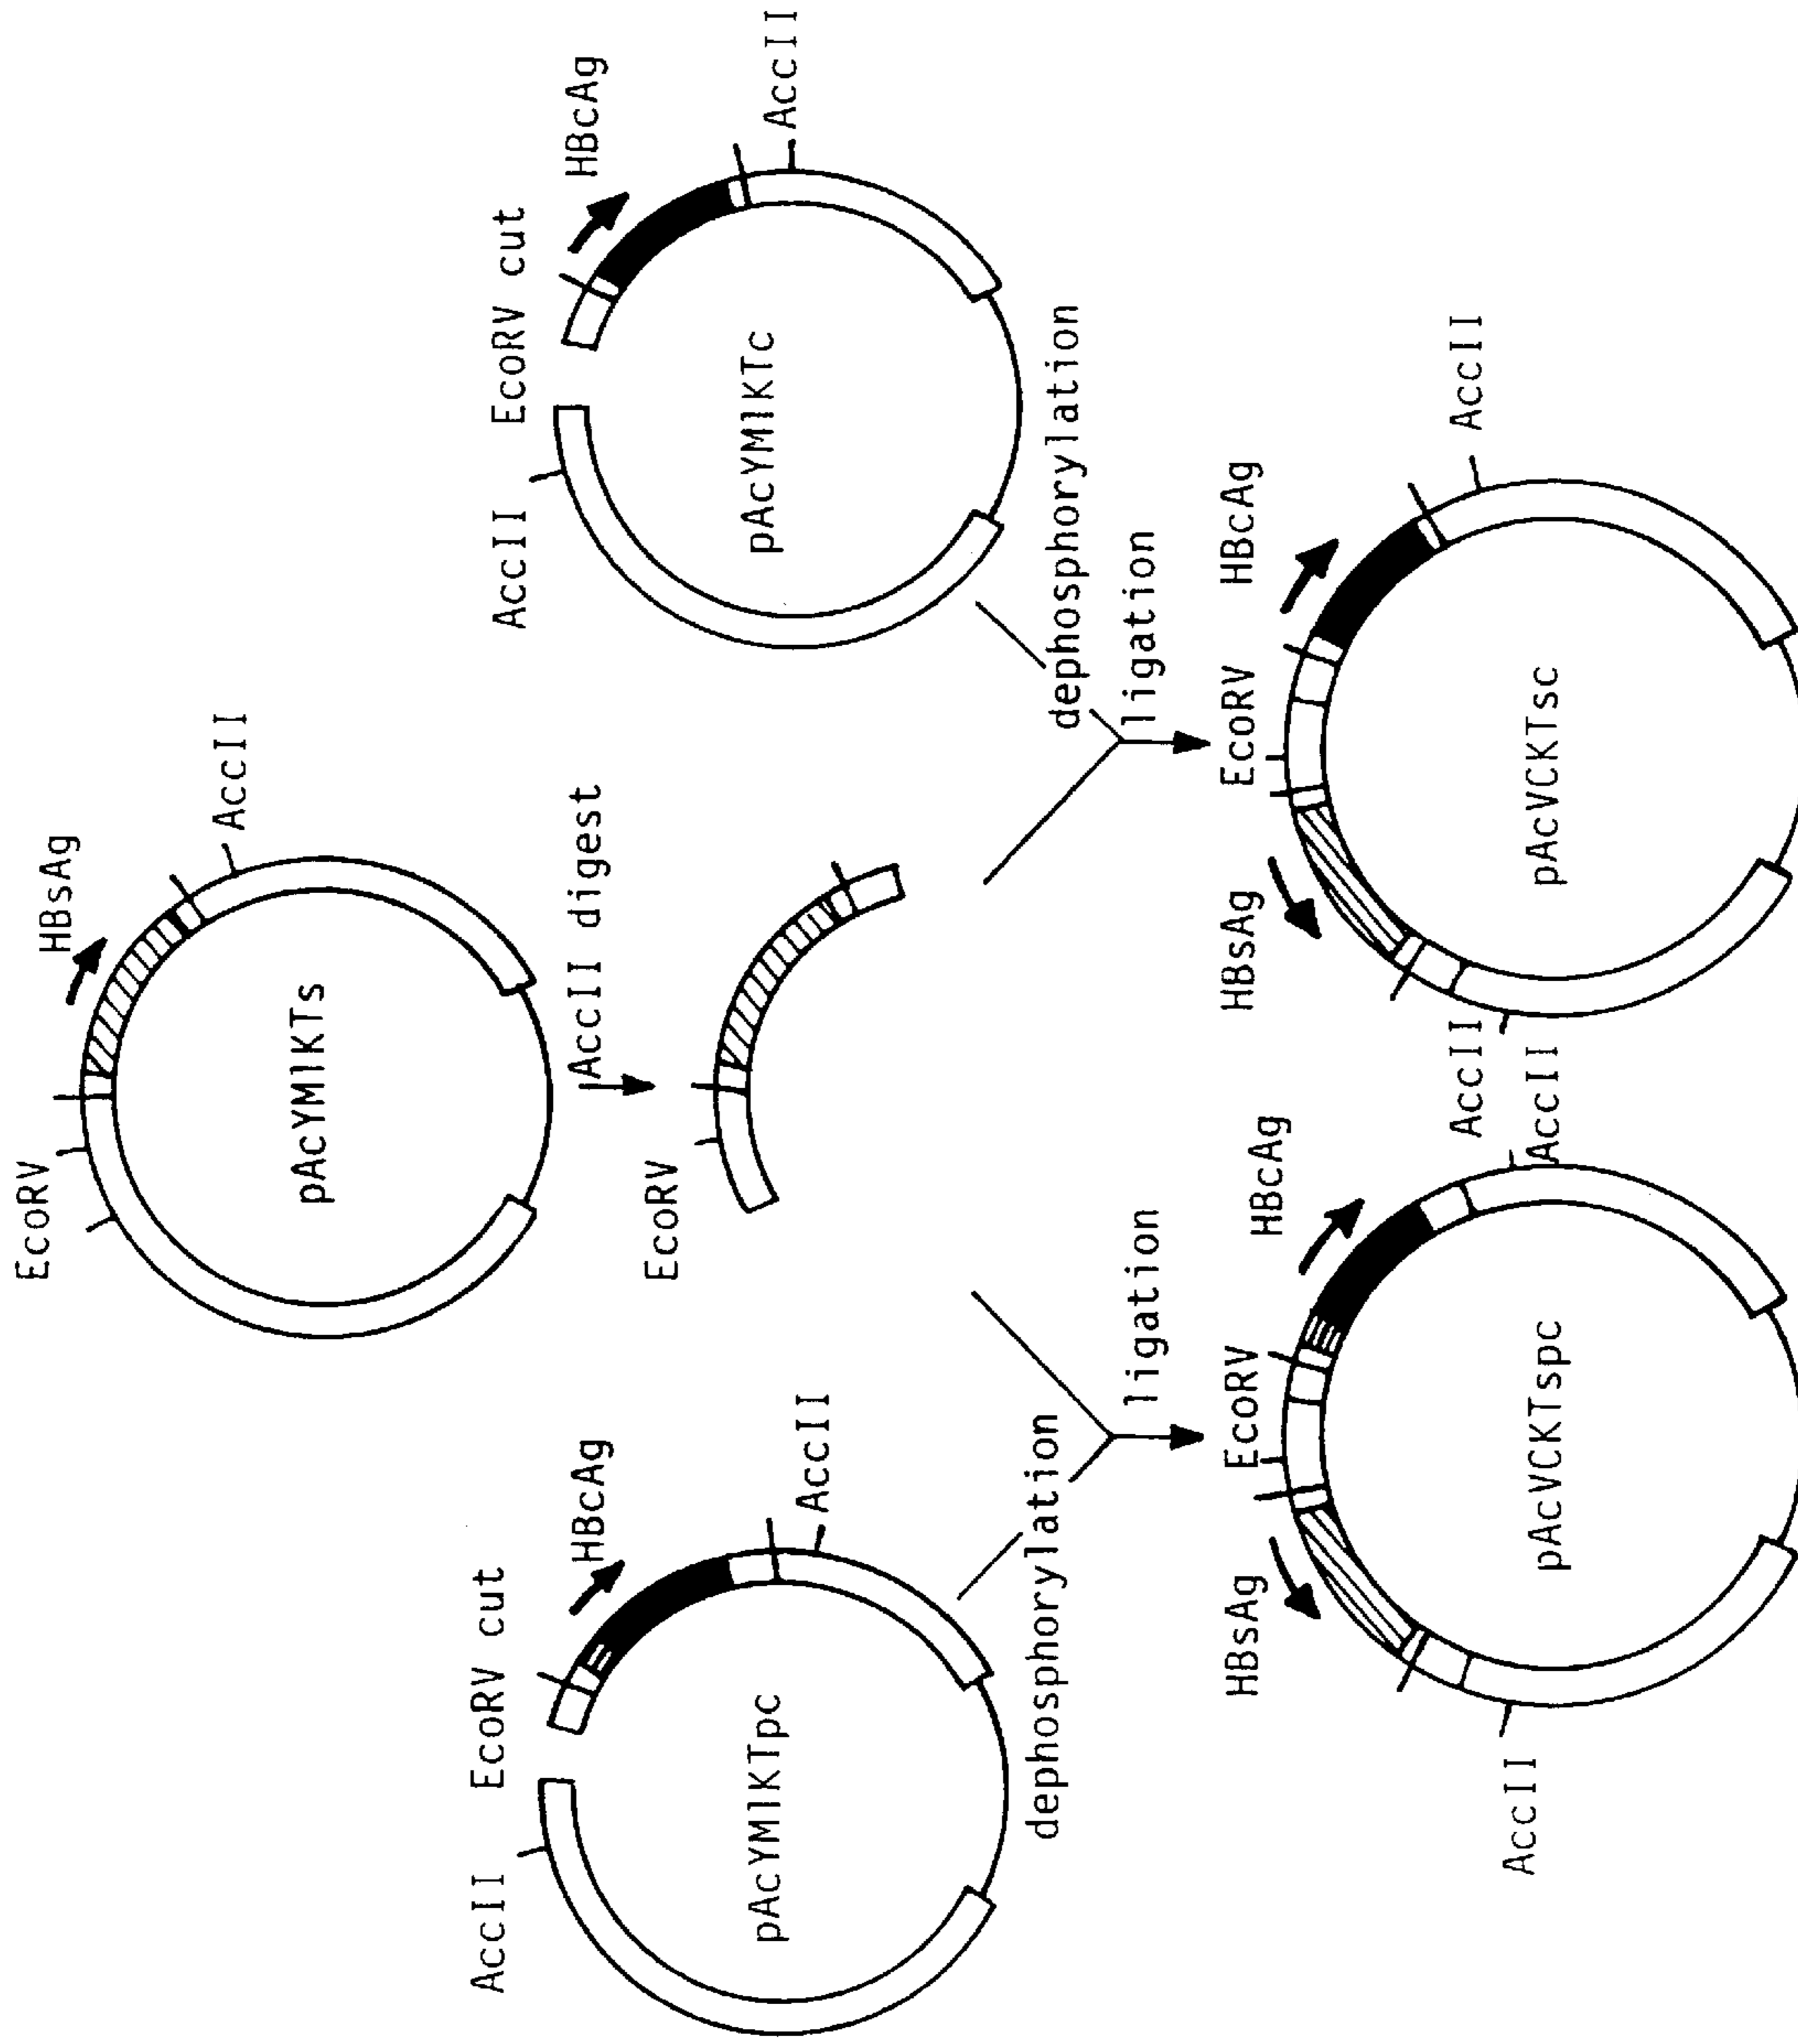 EcoRV
HBsAg
AccII
pAcYM1KTs
AccII digest
EcoRV
AccII
EcoRV cut
HBcAg
AccII
pAcYM1KTpc
dephosphorylation
ligation
AccII
EcoRV cut
HBcAg
AccII
pAcYM1KTc
dephosphorylation
ligation
HBsAg
EcoRV
HBcAg
AccII
AccII
pAcVCKTspc
HBsAg
EcoRV
HBcAg
AccII
AccII
pAcVCKTsc